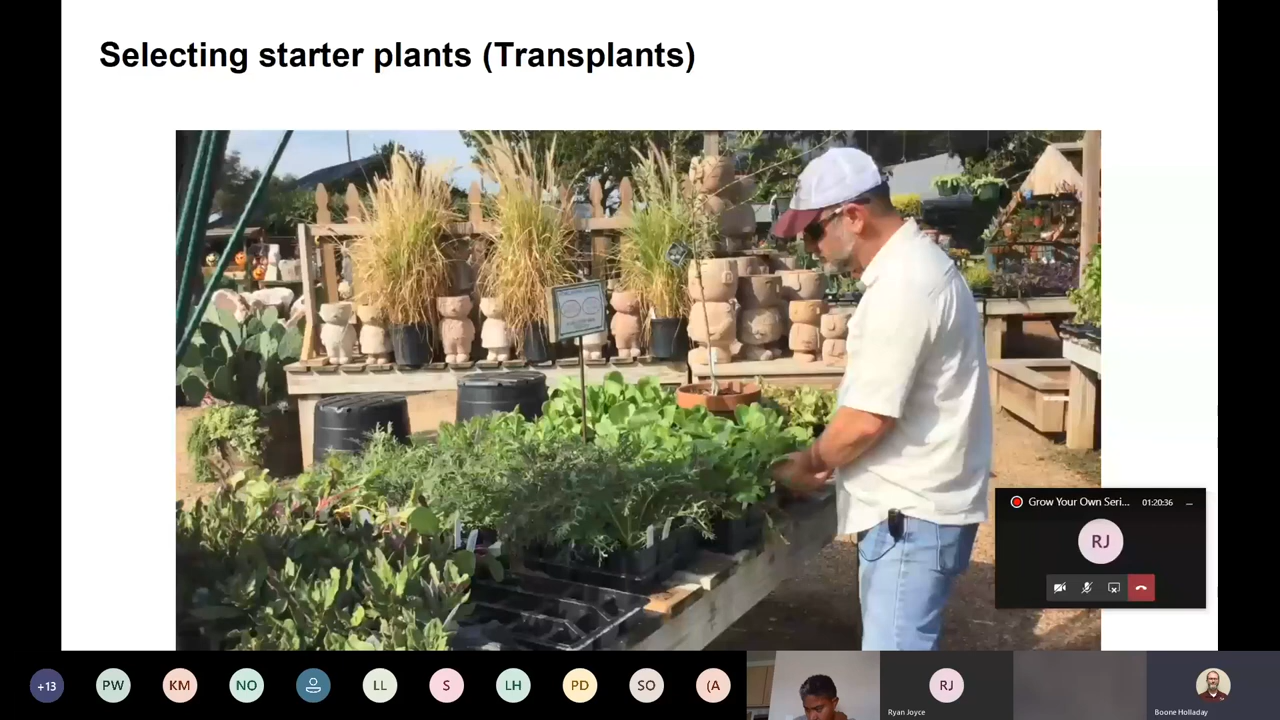 Selecting starter plants (Transplants)
Grow Your Own Seri...
01:20:36
RJ
+13
PW
KM
NO
LL
S
LH
PD
SO
(A
RJ
Ryan Joyce
Boone Holladay